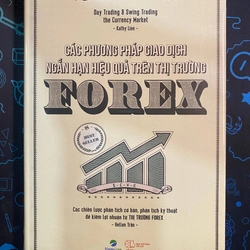 Day Trading & Swing Trading
the Currency Market
- Kathy Lien -
CÁC PHƯƠNG PHÁP GIAO DỊCH
NGẮN HẠN HIỆU QUẢ TRÊN THỊ TRƯỜNG
FOREX
BEST
SELLER
Các chiến lược phân tích cơ bản, phân tích kỹ thuật
để kiếm lợi nhuận từ THỊ TRƯỜNG FOREX